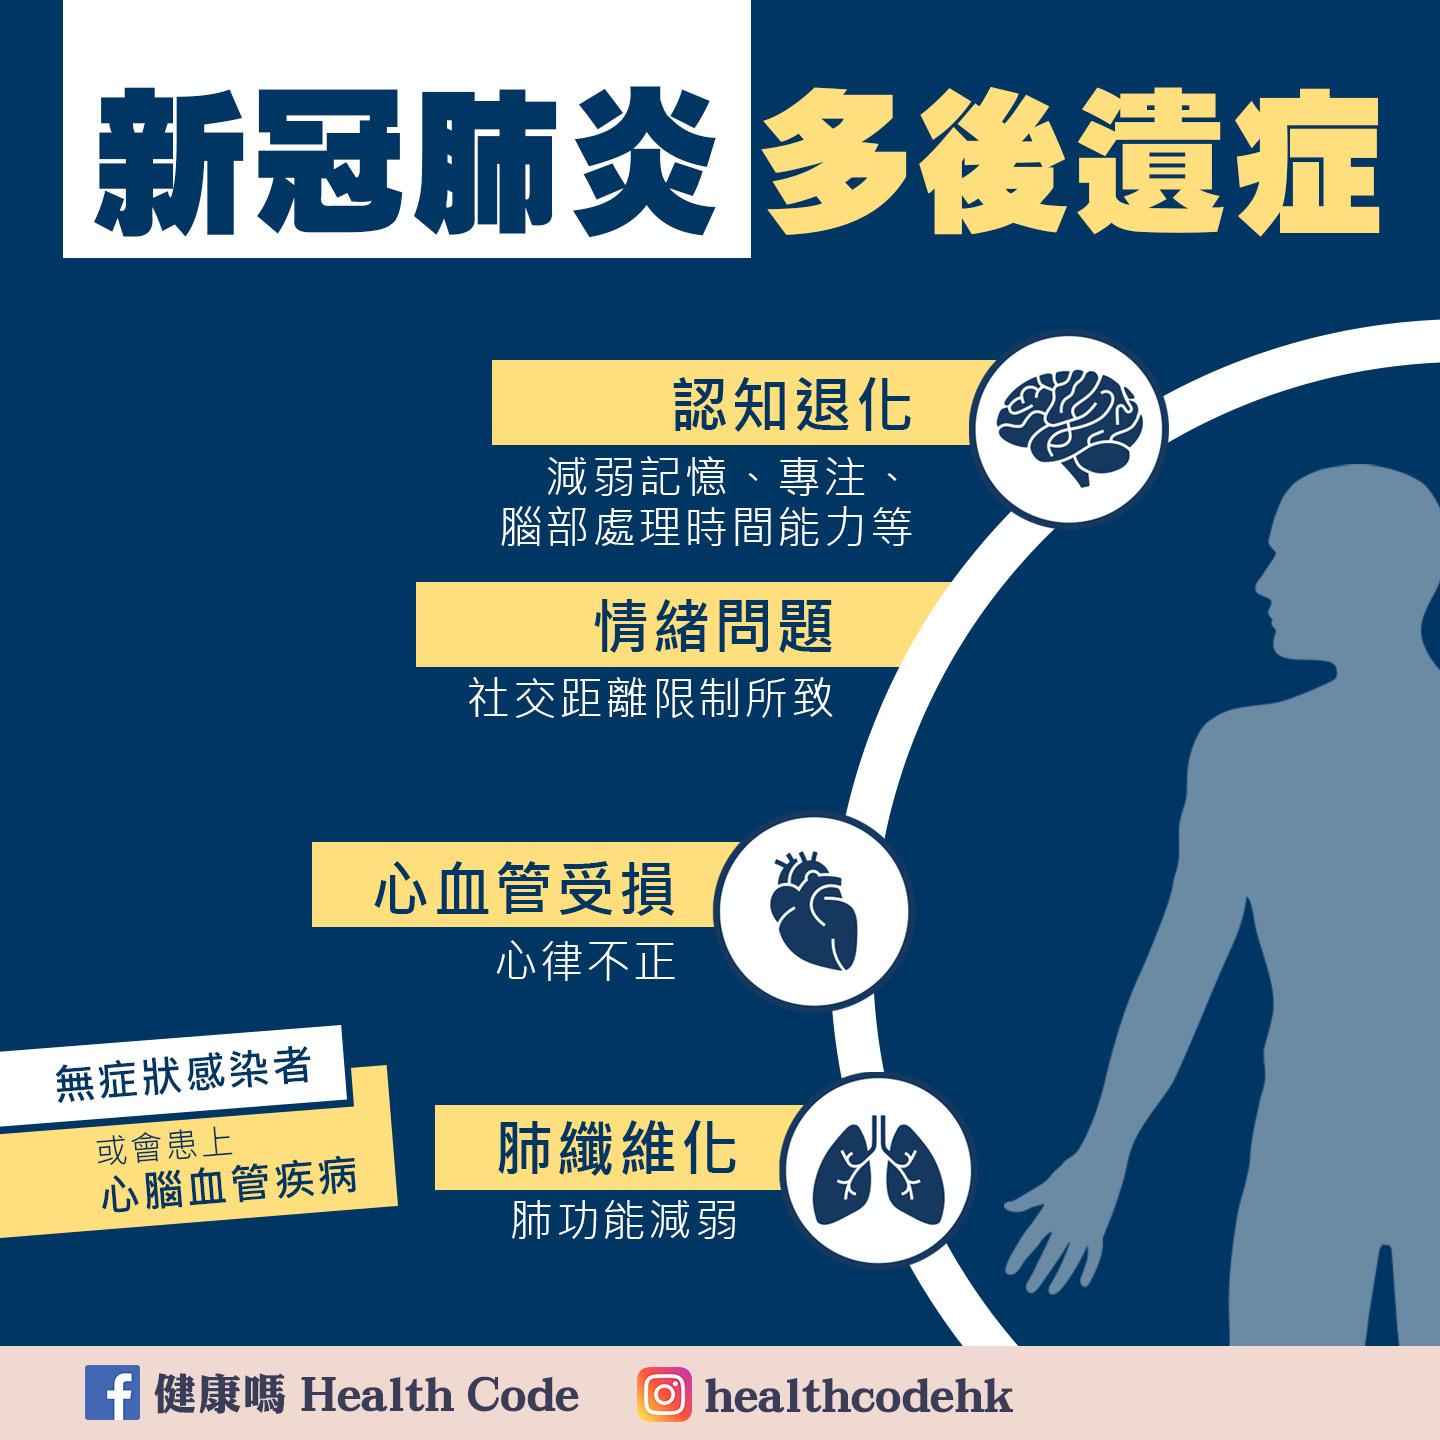 新冠肺炎 多後遺症
認知退化
減弱記憶、專注、
腦部處理時間能力等
情緒問題
社交距離限制所致
心血管受損
心律不正
無症狀感染者
或會患上
心腦血管疾病
肺纖維化
肺功能減弱
健康嗎 Health Code
healthcodehk